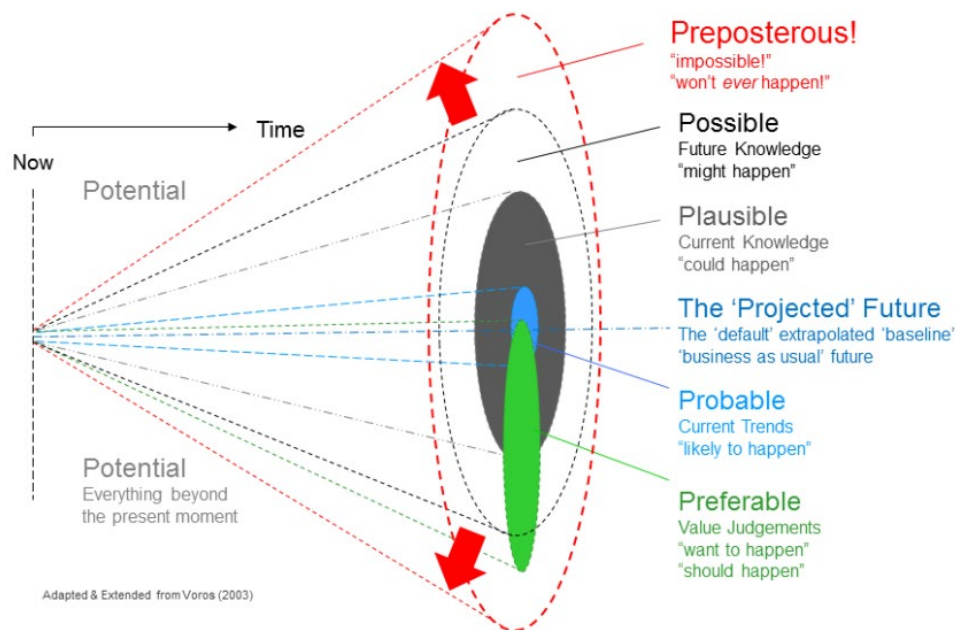 Preposterous!
“impossible!”
“won’t ever happen!”
Time
Now
Potential
Possible
Future Knowledge
“might happen”
Plausible
Current Knowledge
“could happen”
The ‘Projected’ Future
The ‘default’ extrapolated ‘baseline’
‘business as usual’ future
Probable
Current Trends
“likely to happen”
Potential
Everything beyond
the present moment
Preferable
Value Judgements
“want to happen”
“should happen”
Adapted & Extended from Voros (2003)